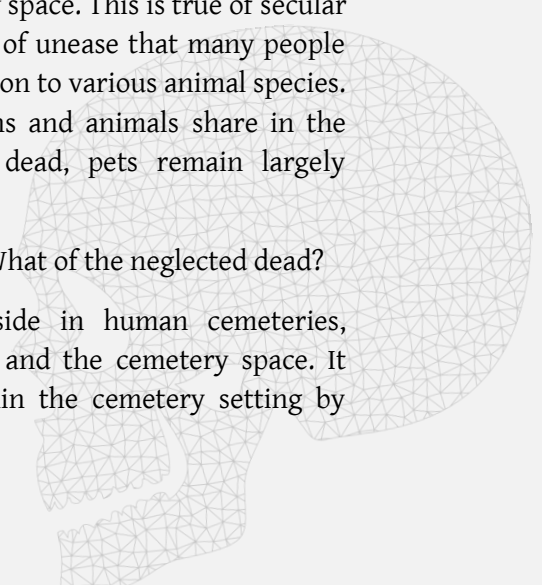 space. This is true of secular
of unease that many people
on to various animal species.
and animals share in the
dead, pets remain largely
What of the neglected dead?
in human cemeteries,
and the cemetery space. It
in the cemetery setting by